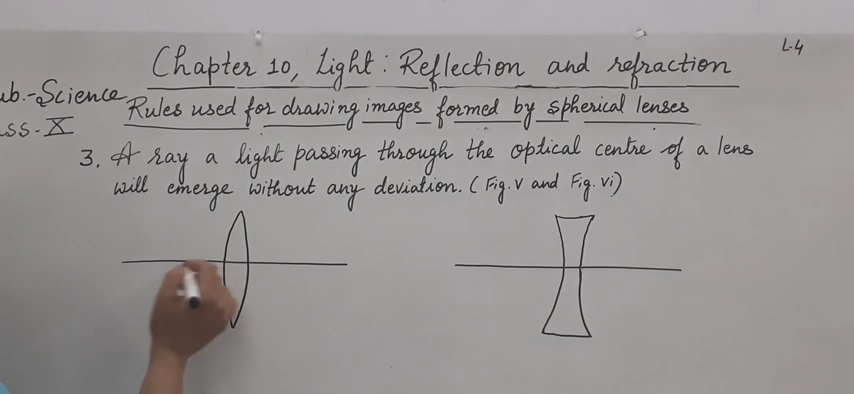 L-4
Chapter 10, Light: Reflection and refraction
ub.-Science
Rules used for drawing images formed by spherical lenses
ss-X
3. A ray a light passing through the optical centre of a lens
will emerge without any deviation. (Fig. v and Fig. vi)